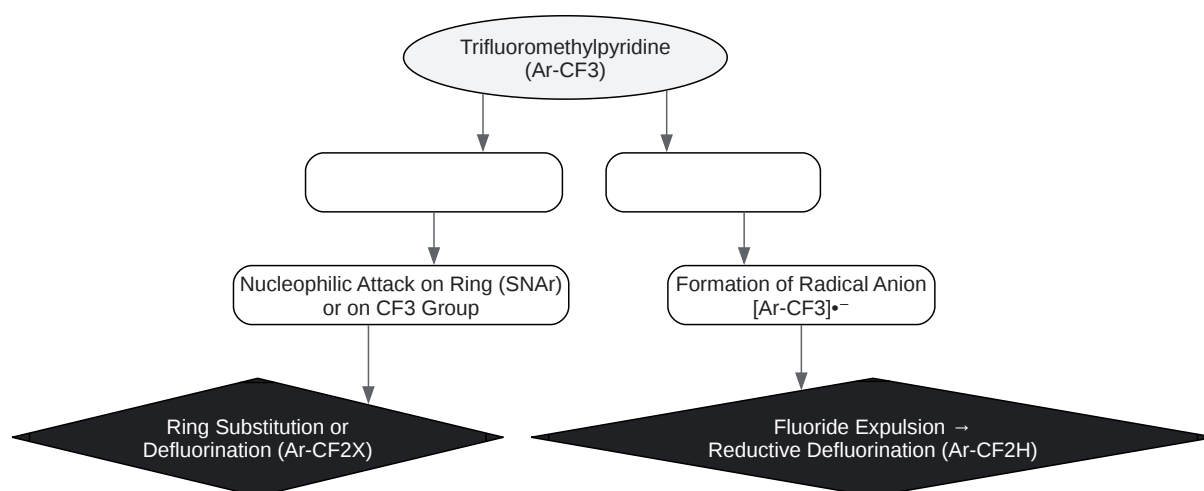 Trifluoromethylpyridine
(Ar-CF3)
Nucleophilic Attack on Ring (SNAr)
or on CF3 Group
Formation of Radical Anion
[Ar-CF3]•⁻
Ring Substitution or
Defluorination (Ar-CF2X)
Fluoride Expulsion →
Reductive Defluorination (Ar-CF2H)